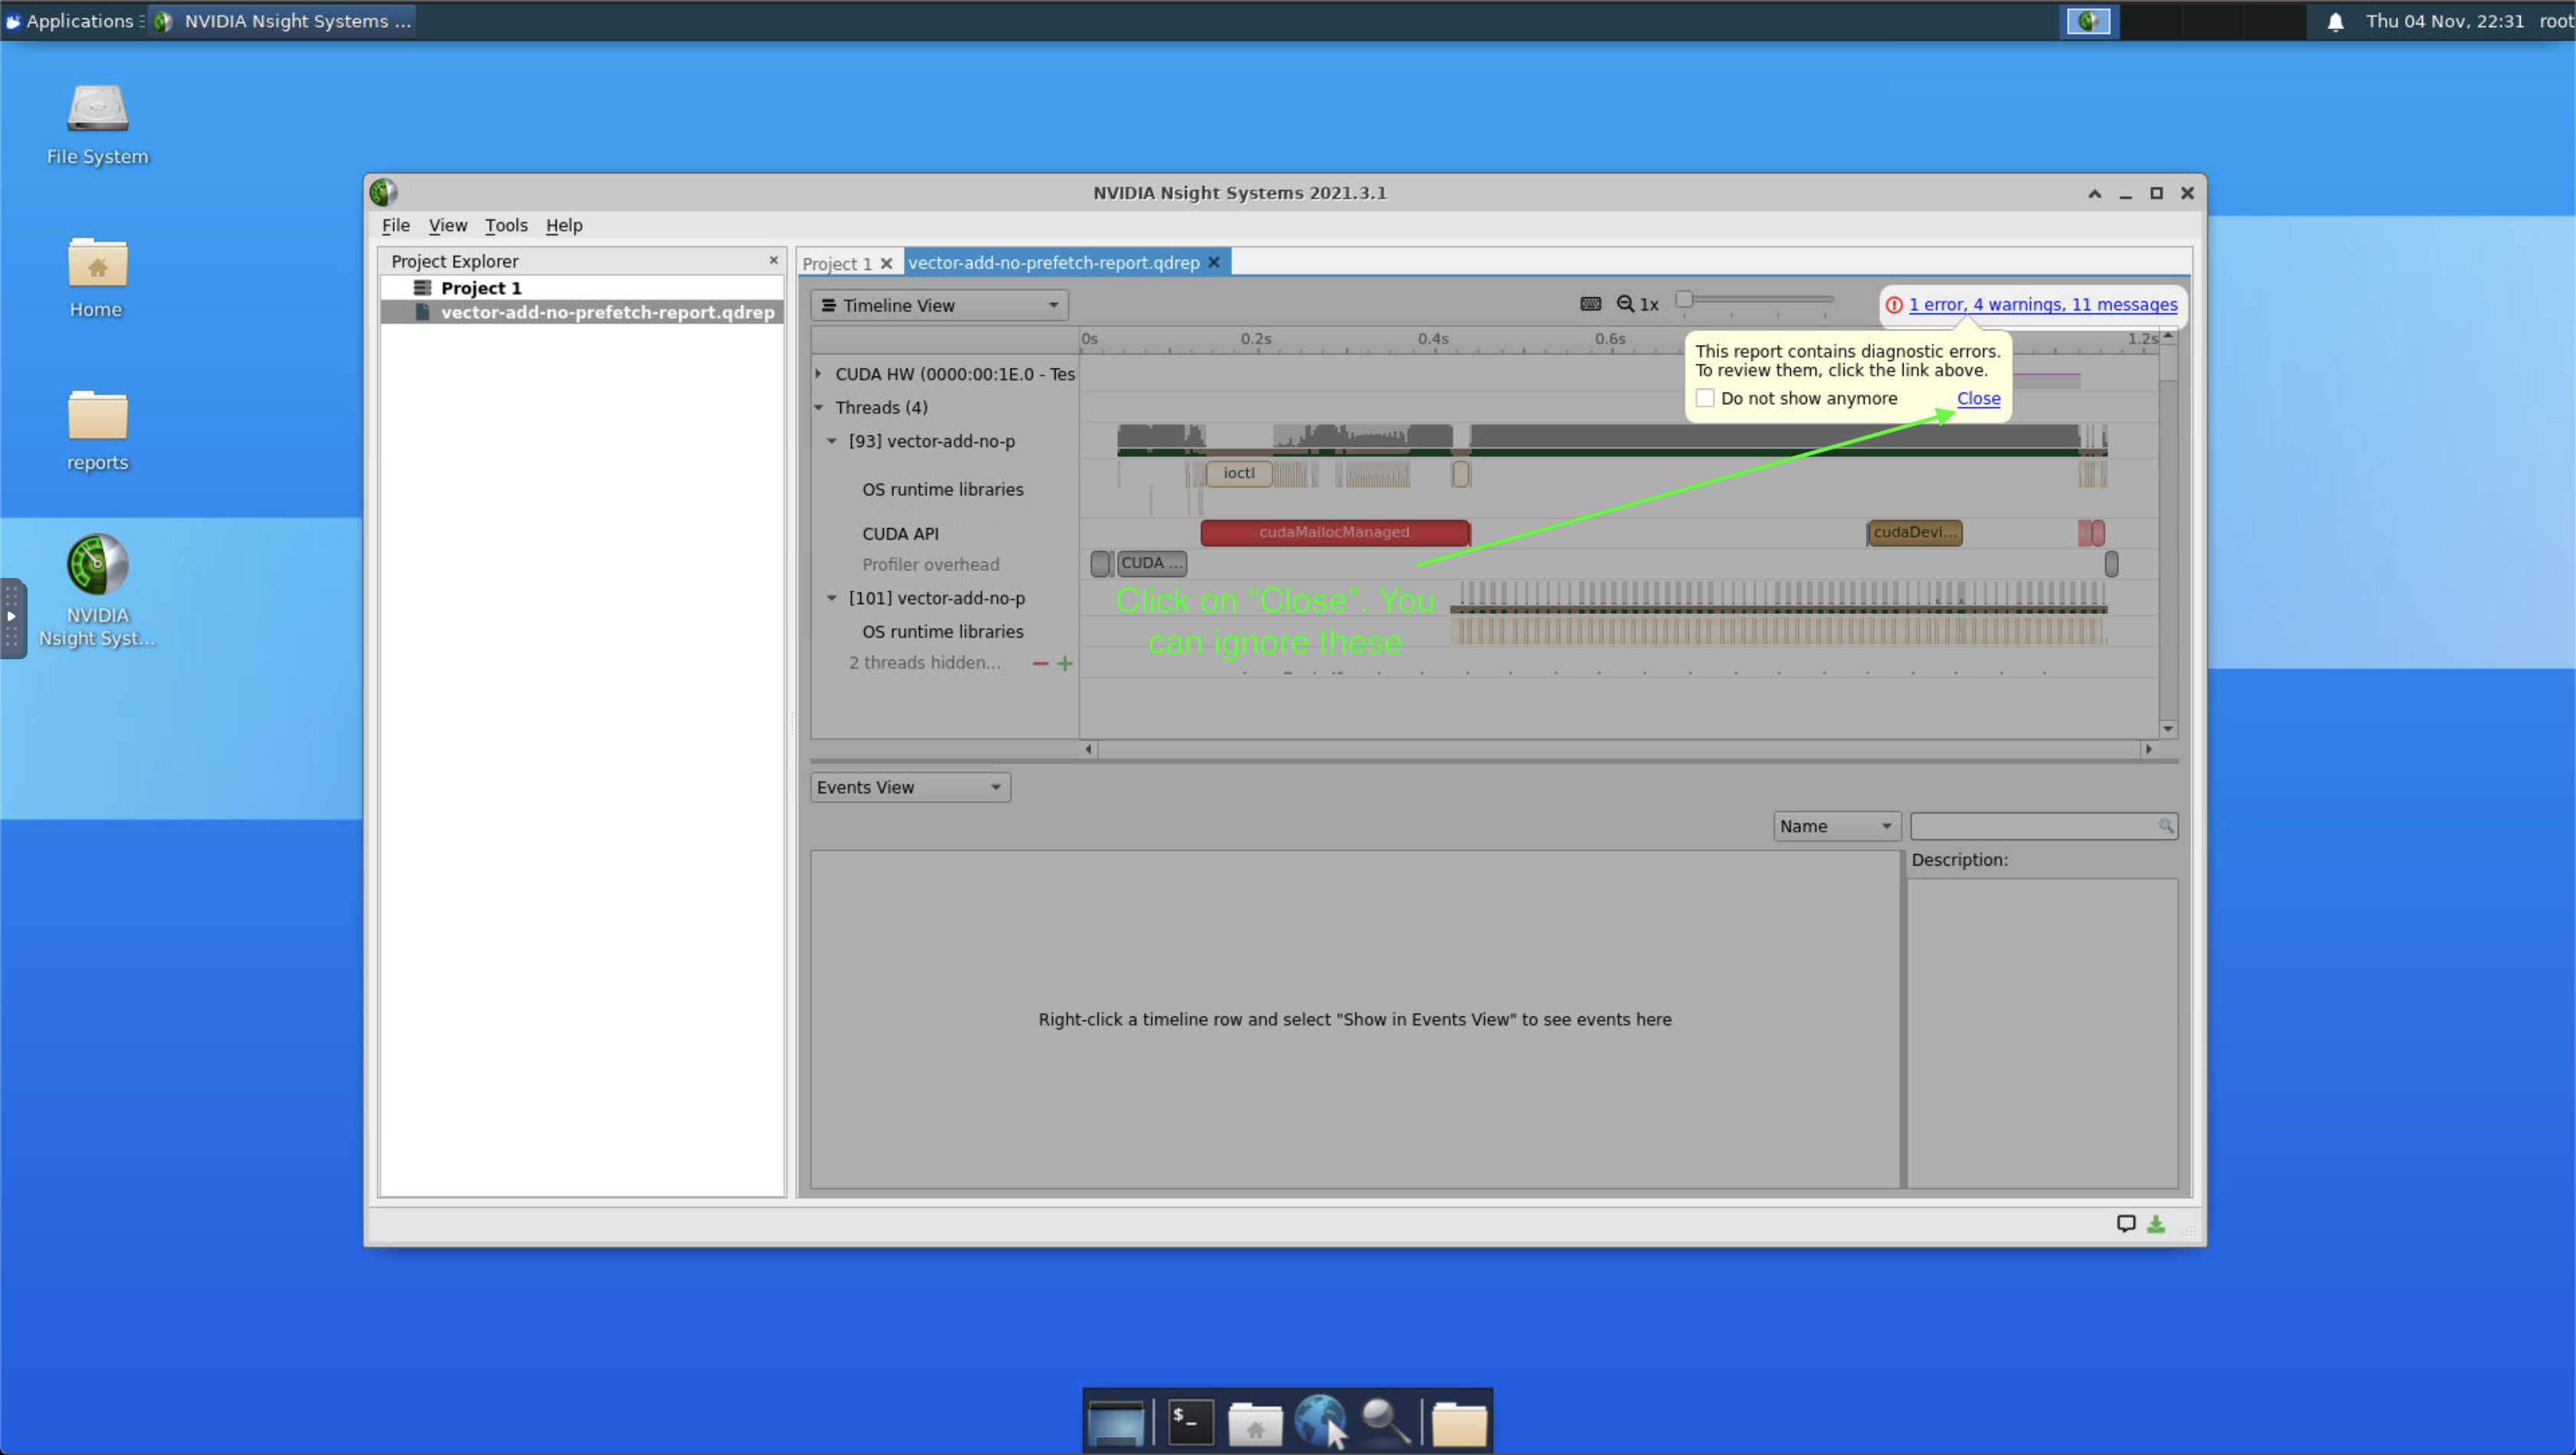 Applications
NVIDIA Nsight Systems ...
Thu 04 Nov, 22:31
root
File System
Home
reports
NVIDIA
Nsight Syst...
NVIDIA Nsight Systems 2021.3.1
File View Tools Help
Project Explorer
Project 1
vector-add-no-prefetch-report.qdrep
Project 1
vector-add-no-prefetch-report.qdrep
Timeline View
1x
1 error, 4 warnings, 11 messages
0s 0.2s 0.4s 0.6s 1.2s
This report contains diagnostic errors.
To review them, click the link above.
Do not show anymore
Close
CUDA HW (0000:00:1E.0 - Tes
Threads (4)
[93] vector-add-no-p
ioctl
OS runtime libraries
CUDA API
cudaMallocManaged
cudaDevi...
Profiler overhead
CUDA ...
[101] vector-add-no-p
Click on “Close”. You
can ignore these
OS runtime libraries
2 threads hidden...
Events View
Name
Description:
Right-click a timeline row and select "Show in Events View" to see events here
$_